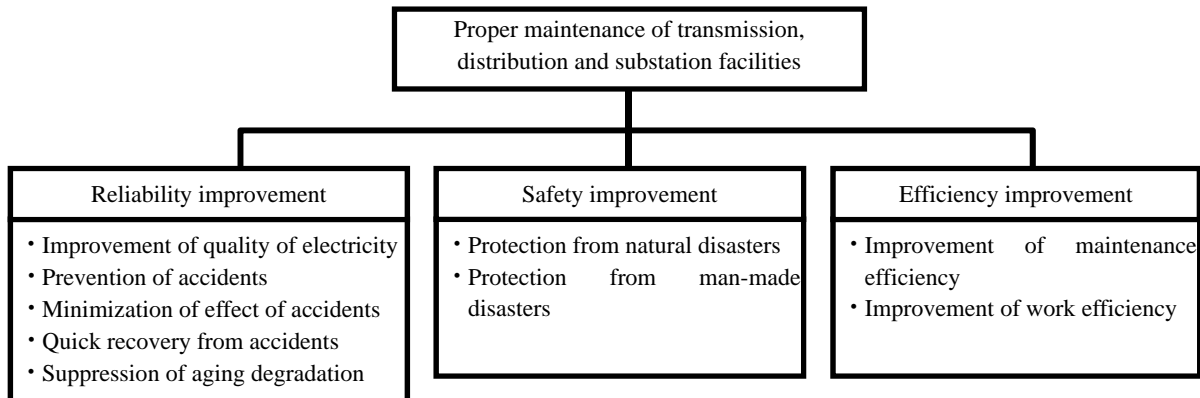 Proper maintenance of transmission,
distribution and substation facilities
Reliability improvement
・Improvement of quality of electricity
・Prevention of accidents
・Minimization of effect of accidents
・Quick recovery from accidents
・Suppression of aging degradation
Safety improvement
・Protection from natural disasters
・Protection from man-made
disasters
Efficiency improvement
・Improvement of maintenance
efficiency
・Improvement of work efficiency